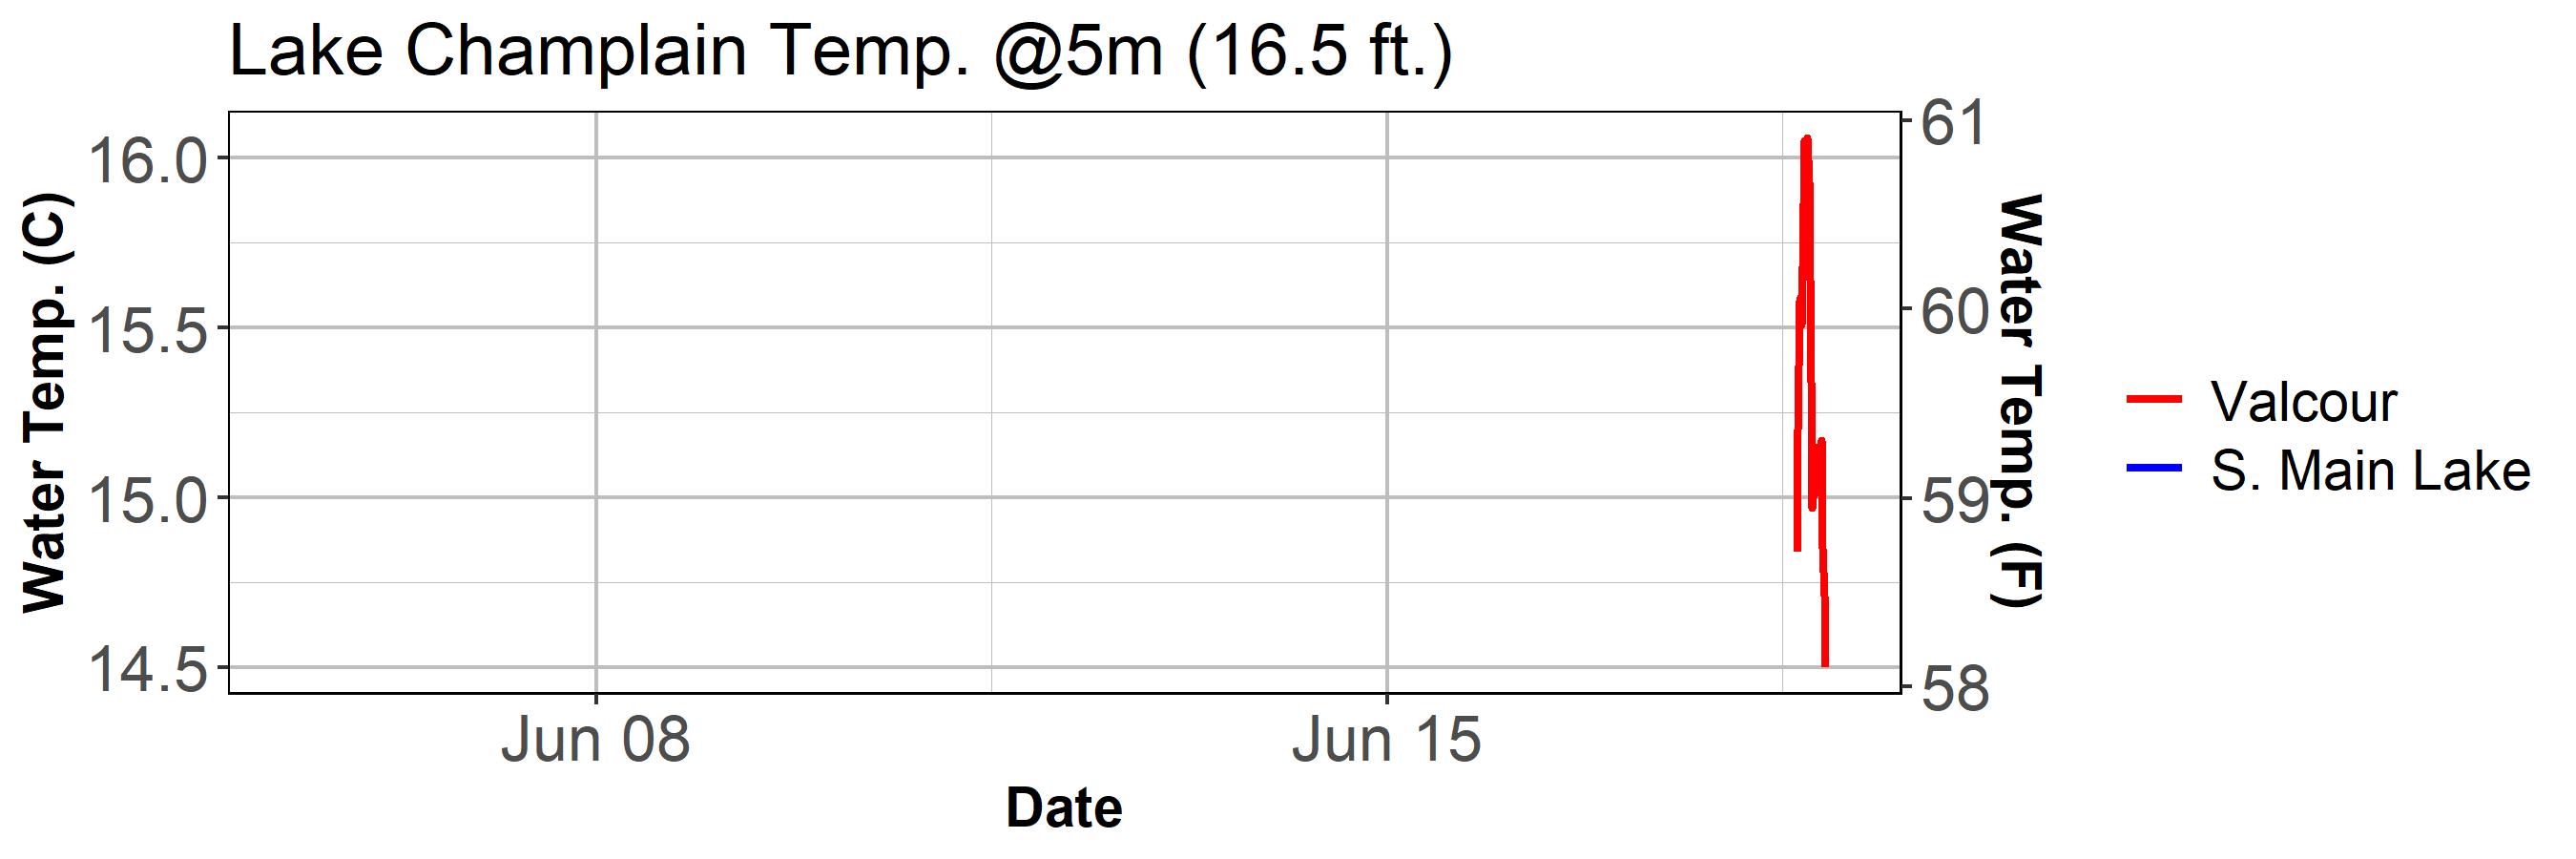 Lake Champlain Temp. @5m (16.5 ft.)
Water Temp. (C)
16.0
15.5
15.0
14.5
61
60
59
58
Water Temp. (F)
Jun 08
Jun 15
Date
Valcour
S. Main Lake